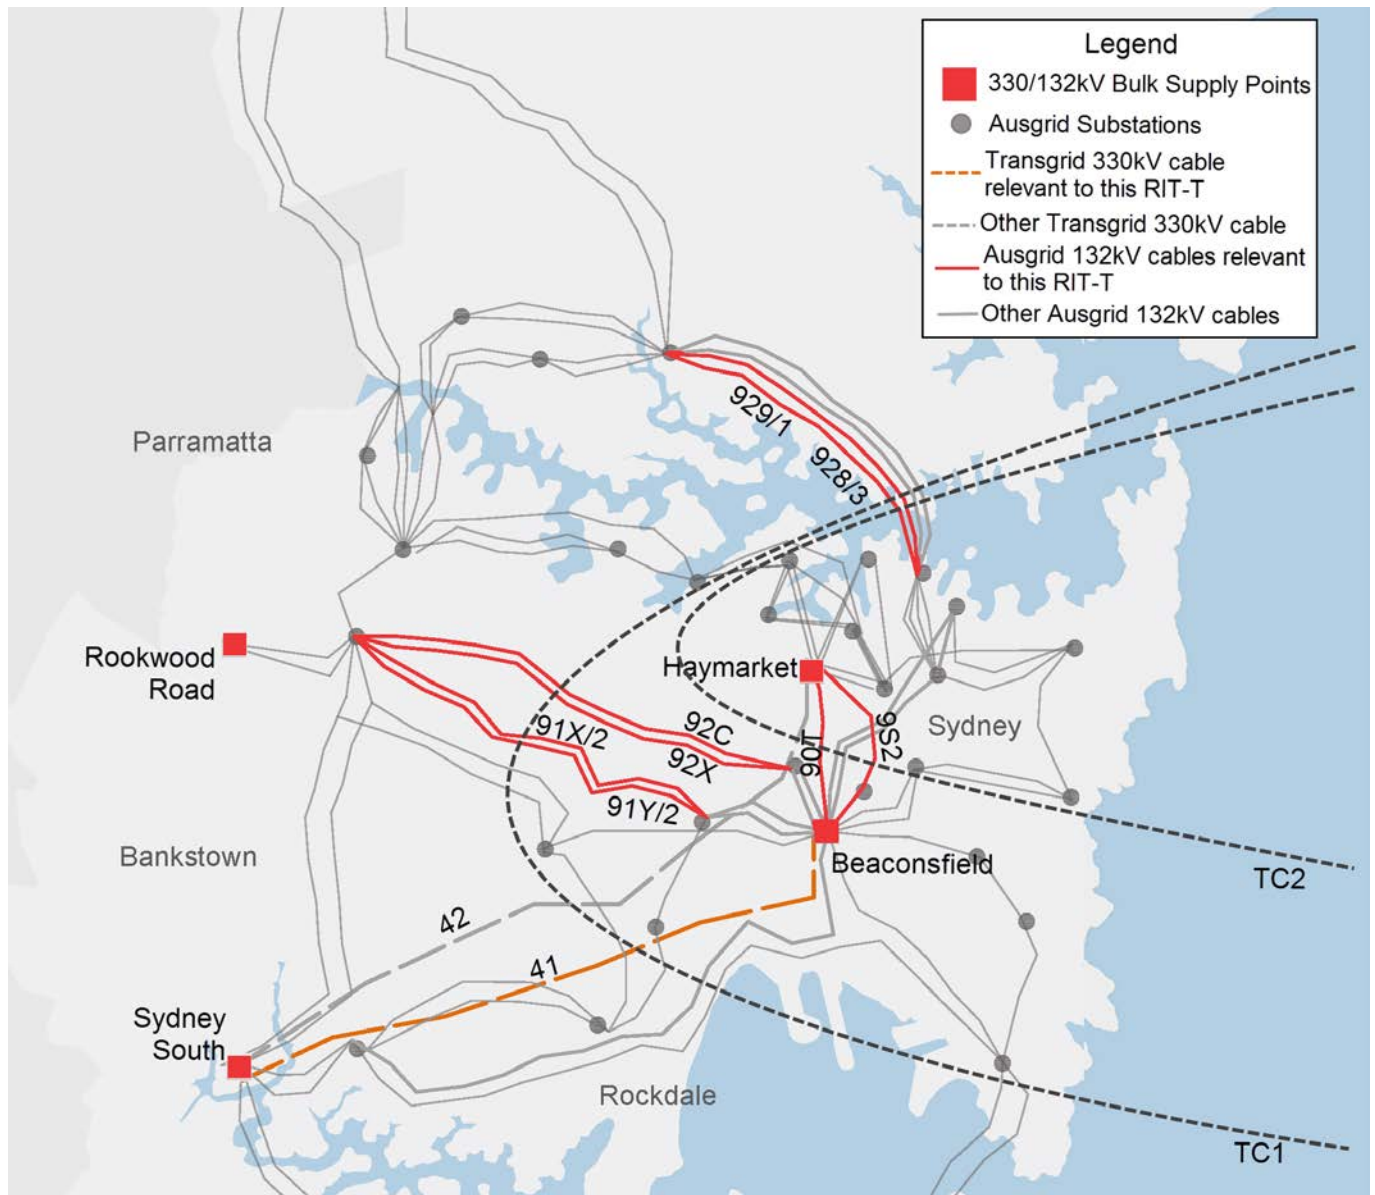 Legend
330/132kV Bulk Supply Points
Ausgrid Substations
Transgrid 330kV cable
relevant to this RIT-T
Other Transgrid 330kV cable
Ausgrid 132kV cables relevant
to this RIT-T
Other Ausgrid 132kV cables
929/1
928/3
Parramatta
Rookwood
Road
Haymarket
91X/2
92C
92X
90T
9S2
Sydney
91Y/2
Bankstown
Beaconsfield
TC2
42
41
Sydney
South
Rockdale
TC1